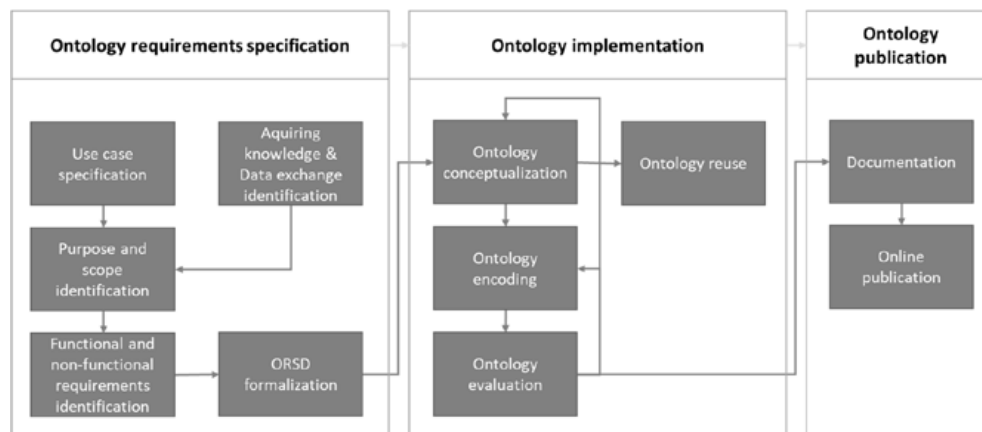 Ontology requirements specification
Use case
specification
Aquiring
knowledge &
Data exchange
identification
Purpose and
scope
identification
Functional and
non-functional
requirements
identification
ORSD
formalization
Ontology implementation
Ontology
conceptualization
Ontology reuse
Ontology
encoding
Ontology
evaluation
Ontology
publication
Documentation
Online
publication